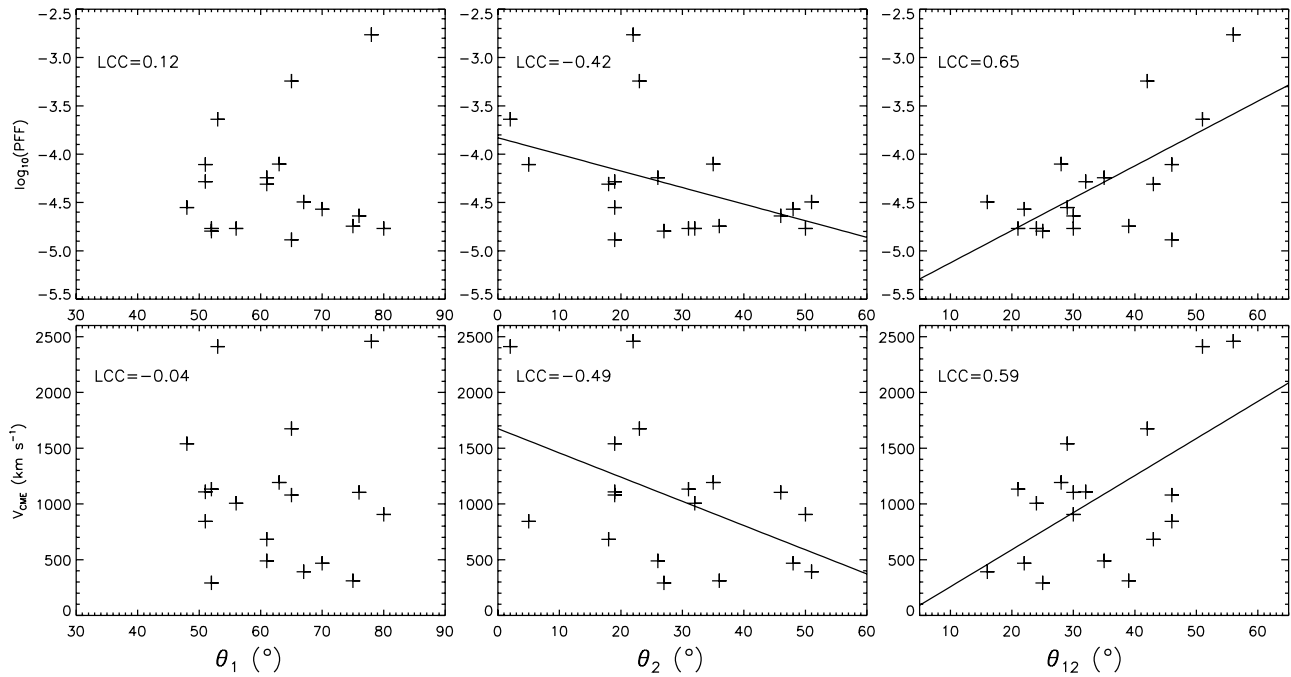 −2.5
−3.0
−3.5
−4.0
−4.5
−5.0
−5.5
log₁₀(PFF)
LCC=0.12
30 40 50 60 70 80 90
−2.5
−3.0
−3.5
−4.0
−4.5
−5.0
−5.5
LCC=−0.42
0 10 20 30 40 50 60
−2.5
−3.0
−3.5
−4.0
−4.5
−5.0
−5.5
LCC=0.65
10 20 30 40 50 60
2500
2000
1500
1000
500
0
V_CME (km s⁻¹)
LCC=−0.04
30 40 50 60 70 80 90
θ₁ (°)
2500
2000
1500
1000
500
0
LCC=−0.49
0 10 20 30 40 50 60
θ₂ (°)
2500
2000
1500
1000
500
0
LCC=0.59
10 20 30 40 50 60
θ₁₂ (°)